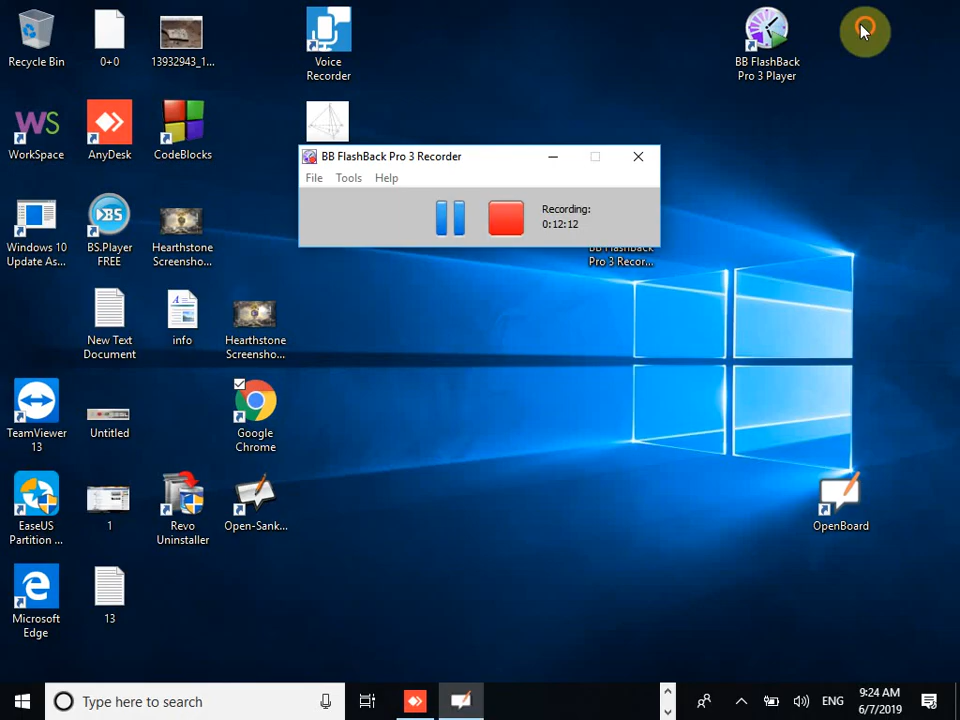 Recycle Bin
0+0
13932943_1...
Voice
Recorder
BB FlashBack
Pro 3 Player
WS
WorkSpace
AnyDesk
CodeBlocks
BB FlashBack Pro 3 Recorder
File Tools Help
Recording:
0:12:12
BB FlashBack
Pro 3 Recor...
Windows 10
Update As...
BS
BS.Player
FREE
Hearthstone
Screensho...
New Text
Document
A
info
Hearthstone
Screensho...
TeamViewer
13
Untitled
Google
Chrome
EaseUS
Partition ...
1
Revo
Uninstaller
Open-Sank...
OpenBoard
Microsoft
Edge
13
Type here to search
ENG
9:24 AM
6/7/2019